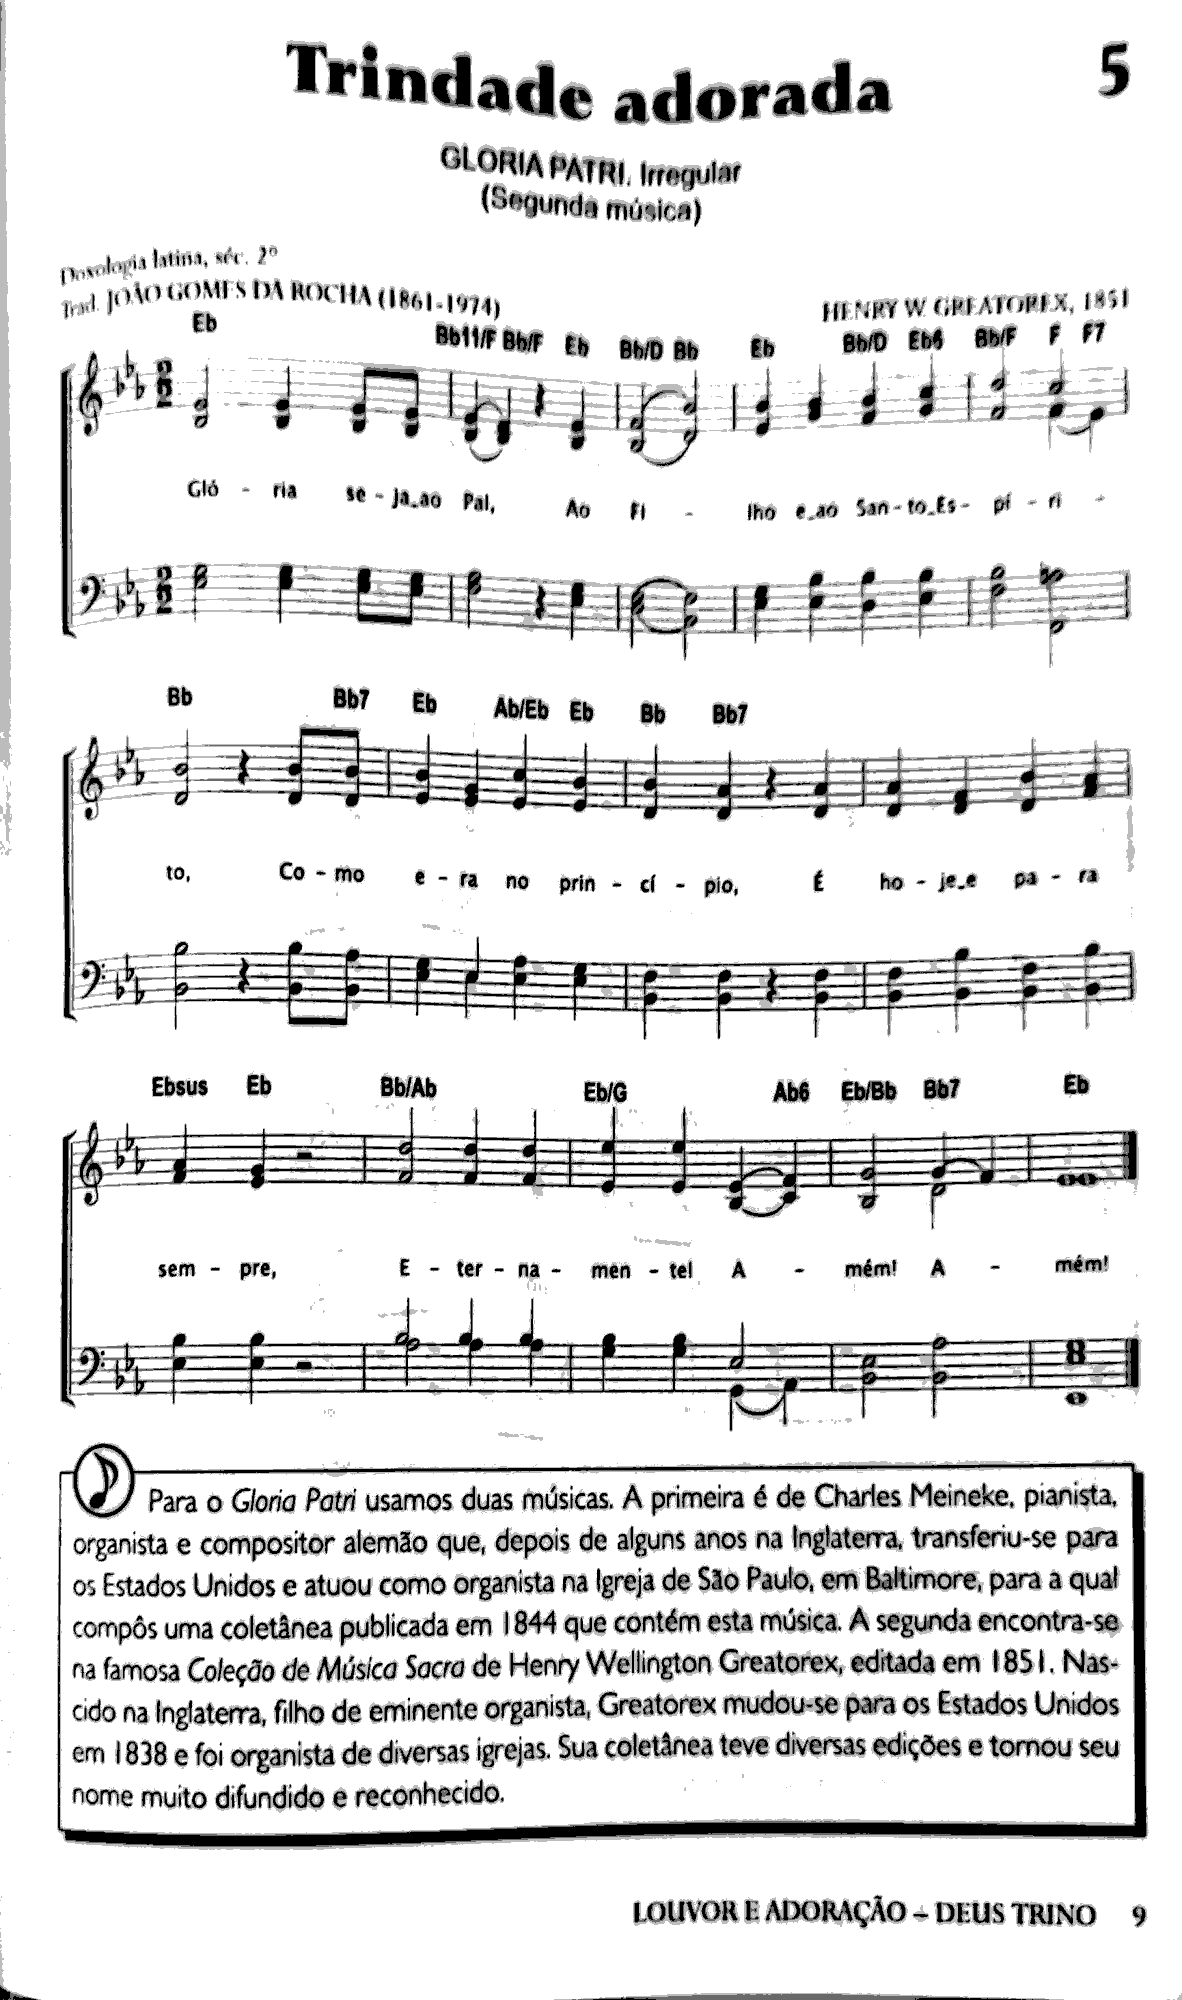 Trindade adorada 5
GLORIA PATRI. Irregular
(Segunda música)
Doxologia latina, séc. 2º
Trad. JOÃO GOMES DA ROCHA (1861-1974)
HENRY W. GREATOREX, 1851
Eb Bb11/F Bb/F Eb Bb/D Bb Eb Bb/D Eb6 Bb/F F F7
Gló - ria se - ja‿ao Pai, Ao Fi - lho e‿ao San - to‿Es - pí - ri -
Bb Bb7 Eb Ab/Eb Eb Bb Bb7
to, Co - mo e - ra no prin - cí - pio, É ho - je‿e pa - ra
Ebsus Eb Bb/Ab Eb/G Ab6 Eb/Bb Bb7 Eb
sem - pre, E - ter - na - men - te! A - mém! A - mém!
Para o Gloria Patri usamos duas músicas. A primeira é de Charles Meineke, pianista,
organista e compositor alemão que, depois de alguns anos na Inglaterra, transferiu-se para
os Estados Unidos e atuou como organista na Igreja de São Paulo, em Baltimore, para a qual
compôs uma coletânea publicada em 1844 que contém esta música. A segunda encontra-se
na famosa Coleção de Música Sacra de Henry Wellington Greatorex, editada em 1851. Nas-
cido na Inglaterra, filho de eminente organista, Greatorex mudou-se para os Estados Unidos
em 1838 e foi organista de diversas igrejas. Sua coletânea teve diversas edições e tornou seu
nome muito difundido e reconhecido.
LOUVOR E ADORAÇÃO – DEUS TRINO 9